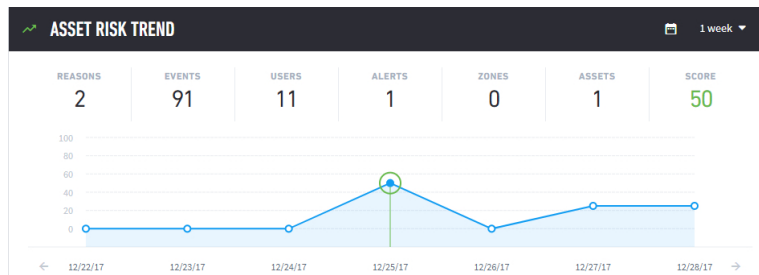 ASSET RISK TREND
1 week
REASONS EVENTS USERS ALERTS ZONES ASSETS SCORE
2 91 11 1 0 1 50
100
80
60
40
20
0
12/22/17 12/23/17 12/24/17 12/25/17 12/26/17 12/27/17 12/28/17